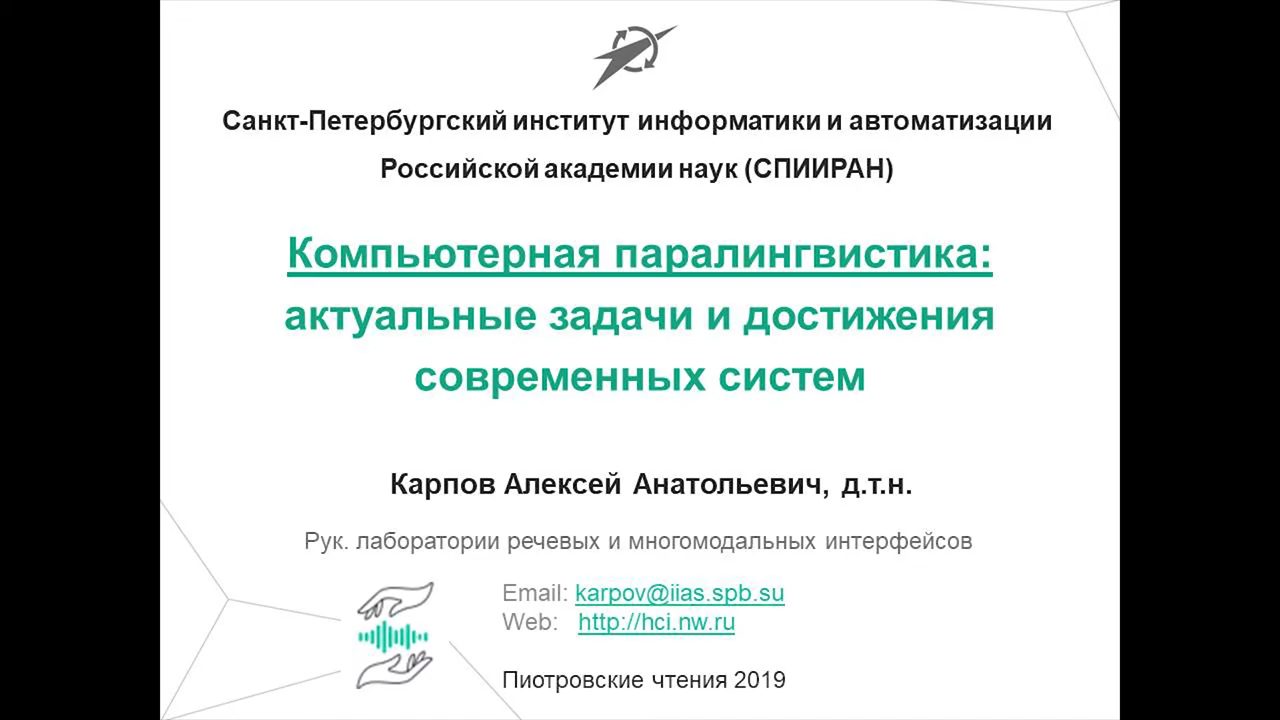 Санкт-Петербургский институт информатики и автоматизации
Российской академии наук (СПИИРАН)
Компьютерная паралингвистика:
актуальные задачи и достижения
современных систем
Карпов Алексей Анатольевич, д.т.н.
Рук. лаборатории речевых и многомодальных интерфейсов
Email: karpov@iias.spb.su
Web: http://hci.nw.ru
Пиотровские чтения 2019